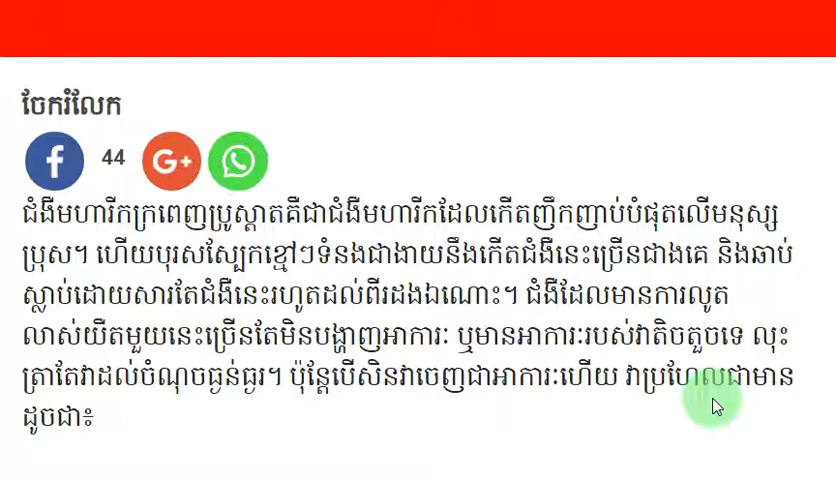 ចែករំលែក
f 44 G+
ជំងឺមហារីកក្រពេញប្រូស្តាតគឺជាជំងឺមហារីកដែលកើតញឹកញាប់បំផុតលើមនុស្ស
ប្រុស។ ហើយបុរសស្បែកខ្មៅៗទំនងជាងាយនឹងកើតជំងឺនេះច្រើនជាងគេ និងឆាប់
ស្លាប់ដោយសារតែជំងឺនេះរហូតដល់ពីរដងឯណោះ។ ជំងឺដែលមានការលូត
លាស់យឺតមួយនេះច្រើនតែមិនបង្ហាញអាការៈ ឬមានអាការៈរបស់វាតិចតួចទេ លុះ
ត្រាតែវាដល់ចំណុចធ្ងន់ធ្ងរ។ ប៉ុន្តែបើសិនវាចេញជាអាការៈហើយ វាប្រហែលជាមាន
ដូចជា៖